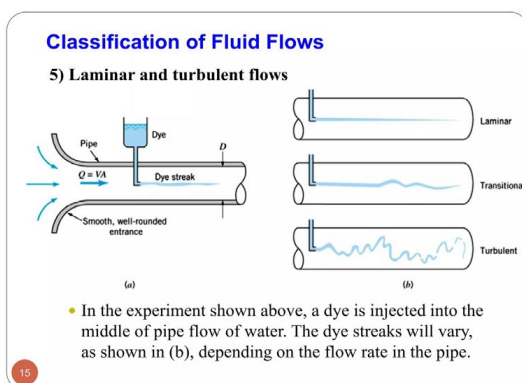 Classification of Fluid Flows
5) Laminar and turbulent flows
Dye
Pipe
D
Q = VA
Dye streak
Smooth, well-rounded
entrance
(a)
Laminar
Transitiona
Turbulent
(b)
In the experiment shown above, a dye is injected into the
middle of pipe flow of water. The dye streaks will vary,
as shown in (b), depending on the flow rate in the pipe.
15